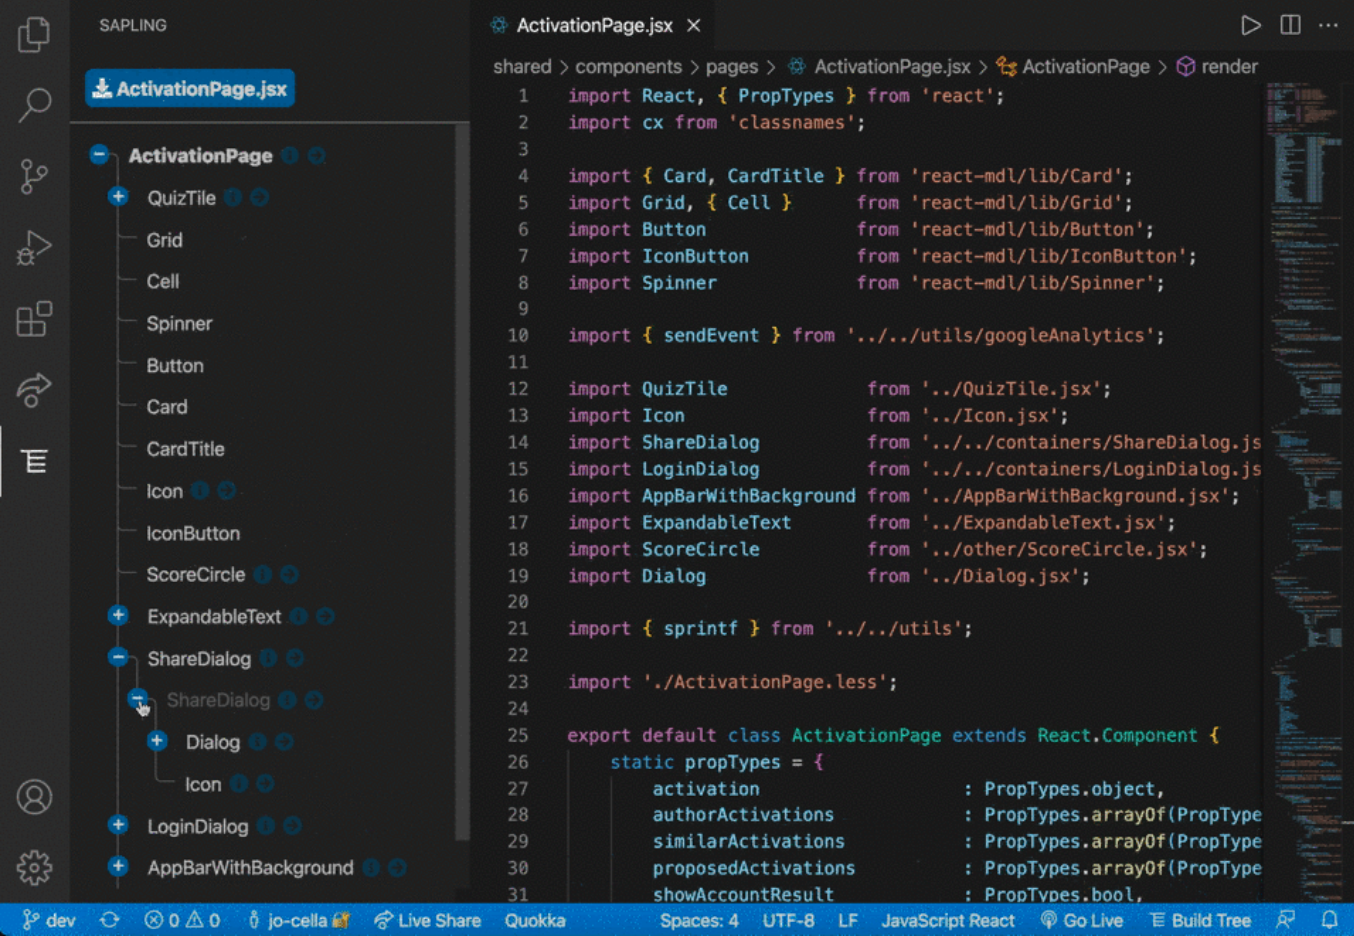 SAPLING
ActivationPage.jsx
ActivationPage
QuizTile
Grid
Cell
Spinner
Button
Card
CardTitle
Icon
IconButton
ScoreCircle
ExpandableText
ShareDialog
ShareDialog
Dialog
Icon
LoginDialog
AppBarWithBackground
ActivationPage.jsx
shared > components > pages > ActivationPage.jsx > ActivationPage > render
1 import React, { PropTypes } from 'react';
2 import cx from 'classnames';
3
4 import { Card, CardTitle } from 'react-mdl/lib/Card';
5 import Grid, { Cell } from 'react-mdl/lib/Grid';
6 import Button from 'react-mdl/lib/Button';
7 import IconButton from 'react-mdl/lib/IconButton';
8 import Spinner from 'react-mdl/lib/Spinner';
9
10 import { sendEvent } from '../../utils/googleAnalytics';
11
12 import QuizTile from '../QuizTile.jsx';
13 import Icon from '../Icon.jsx';
14 import ShareDialog from '../../containers/ShareDialog.js
15 import LoginDialog from '../../containers/LoginDialog.js
16 import AppBarWithBackground from '../AppBarWithBackground.jsx';
17 import ExpandableText from '../ExpandableText.jsx';
18 import ScoreCircle from '../other/ScoreCircle.jsx';
19 import Dialog from '../Dialog.jsx';
20
21 import { sprintf } from '../../utils';
22
23 import './ActivationPage.less';
24
25 export default class ActivationPage extends React.Component {
26 static propTypes = {
27 activation : PropTypes.object,
28 authorActivations : PropTypes.arrayOf(PropType
29 similarActivations : PropTypes.arrayOf(PropType
30 proposedActivations : PropTypes.arrayOf(PropType
31 showAccountResult : PropTypes.bool,
dev 0 0 jo-cella Live Share Quokka Spaces: 4 UTF-8 LF JavaScript React Go Live Build Tree